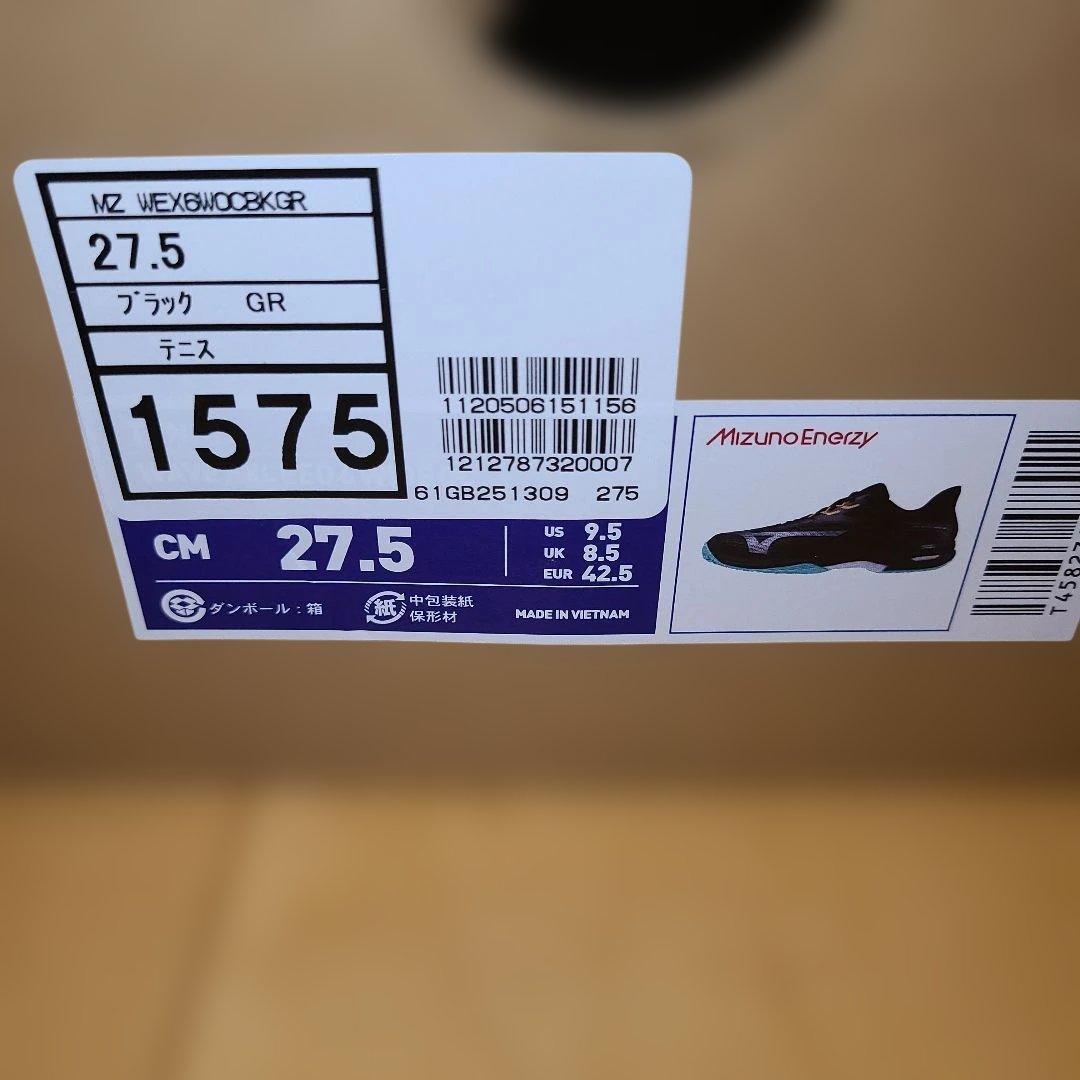 MZ WEX6WOCBKGR
27.5
ブラック GR
テニス
1575
1120506151156
1212787320007
61GB251309 275
CM 27.5
US 9.5
UK 8.5
EUR 42.5
ダンボール：箱
紙 中包装紙
保形材
MADE IN VIETNAM
MizunoEnerzy
T45827